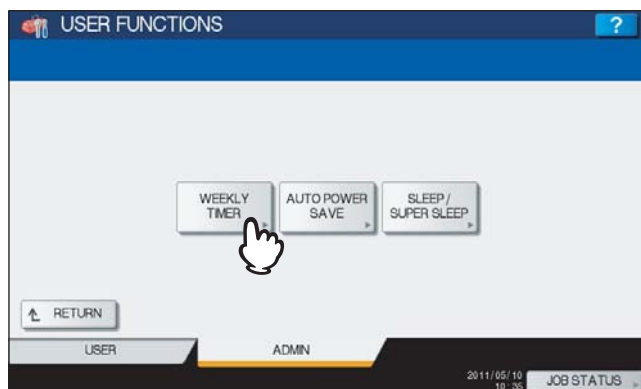 USER FUNCTIONS
?
WEEKLY
TIMER
AUTO POWER
SAVE
SLEEP /
SUPER SLEEP
RETURN
USER
ADMIN
2011/05/10
10:35
JOB STATUS